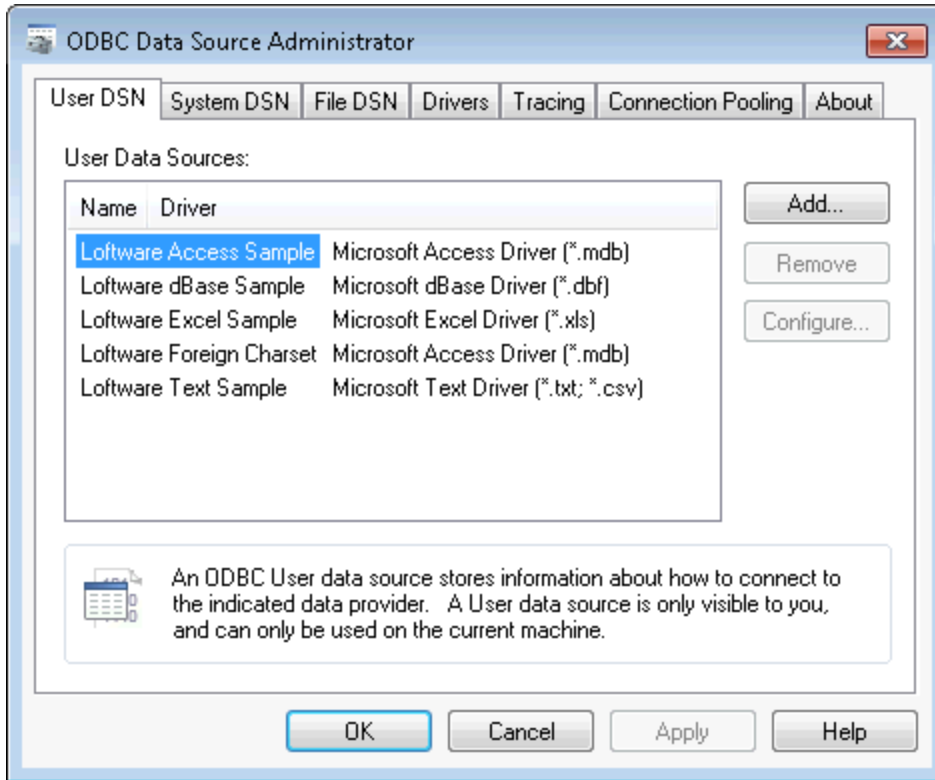 ODBC Data Source Administrator
User DSN System DSN File DSN Drivers Tracing Connection Pooling About
User Data Sources:
Name Driver
Loftware Access Sample Microsoft Access Driver (*.mdb)
Loftware dBase Sample Microsoft dBase Driver (*.dbf)
Loftware Excel Sample Microsoft Excel Driver (*.xls)
Loftware Foreign Charset Microsoft Access Driver (*.mdb)
Loftware Text Sample Microsoft Text Driver (*.txt; *.csv)
Add...
Remove
Configure...
An ODBC User data source stores information about how to connect to
the indicated data provider. A User data source is only visible to you,
and can only be used on the current machine.
OK Cancel Apply Help